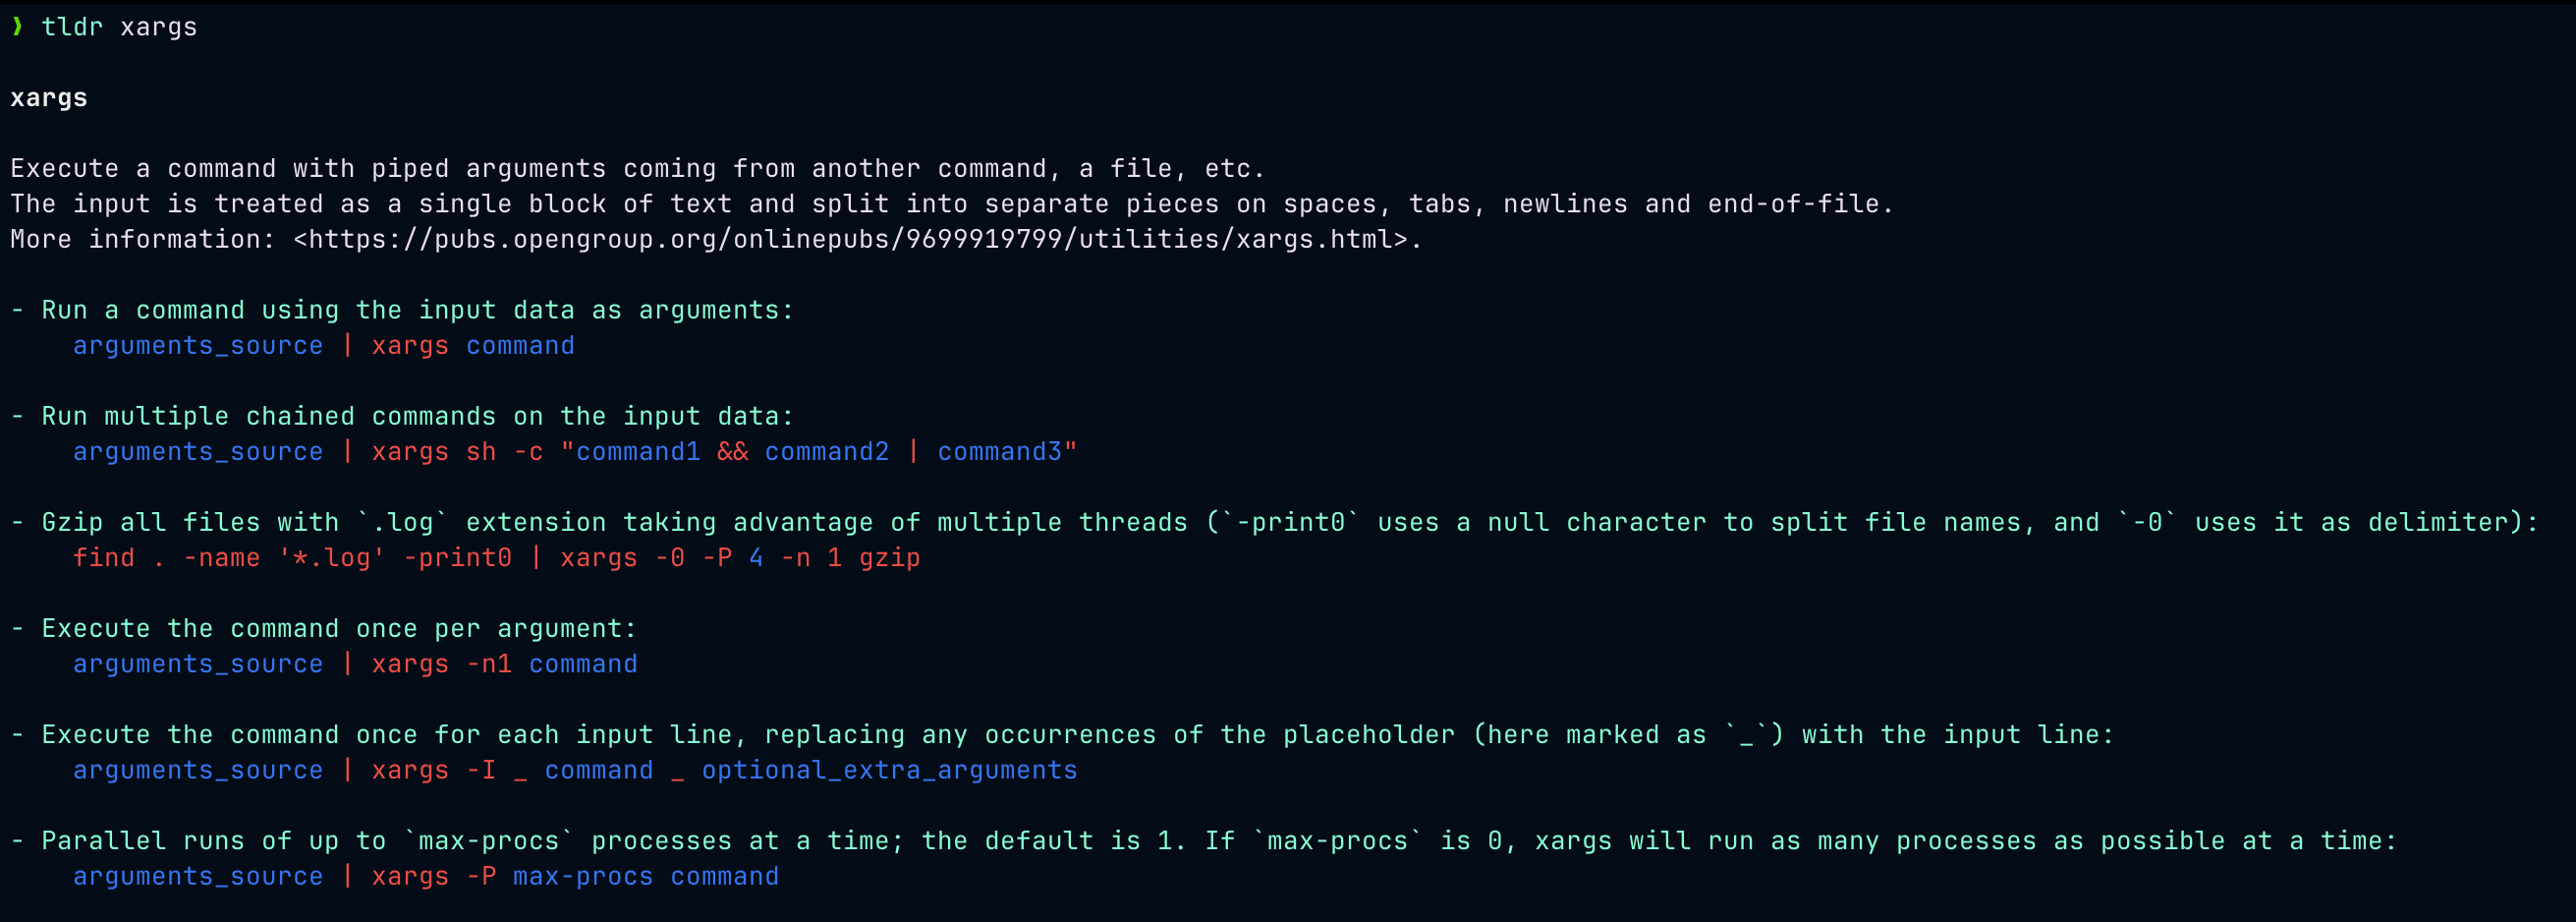 ❯ tldr xargs
xargs
Execute a command with piped arguments coming from another command, a file, etc.
The input is treated as a single block of text and split into separate pieces on spaces, tabs, newlines and end-of-file.
More information: <https://pubs.opengroup.org/onlinepubs/9699919799/utilities/xargs.html>.
- Run a command using the input data as arguments:
arguments_source | xargs command
- Run multiple chained commands on the input data:
arguments_source | xargs sh -c "command1 && command2 | command3"
- Gzip all files with `.log` extension taking advantage of multiple threads (`-print0` uses a null character to split file names, and `-0` uses it as delimiter):
find . -name '*.log' -print0 | xargs -0 -P 4 -n 1 gzip
- Execute the command once per argument:
arguments_source | xargs -n1 command
- Execute the command once for each input line, replacing any occurrences of the placeholder (here marked as `_`) with the input line:
arguments_source | xargs -I _ command _ optional_extra_arguments
- Parallel runs of up to `max-procs` processes at a time; the default is 1. If `max-procs` is 0, xargs will run as many processes as possible at a time:
arguments_source | xargs -P max-procs command